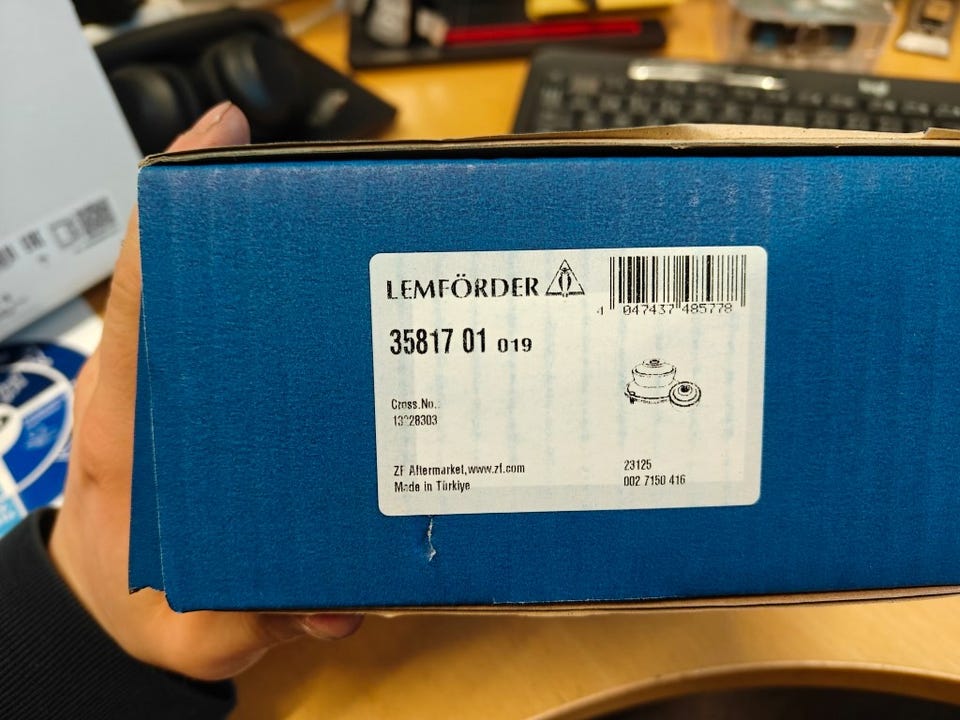 LEMFÖRDER
4 047437 485778
35817 01 019
Cross.No.:
ZF Aftermarket,www.zf.com
Made in Türkiye
23125
002 7150 416